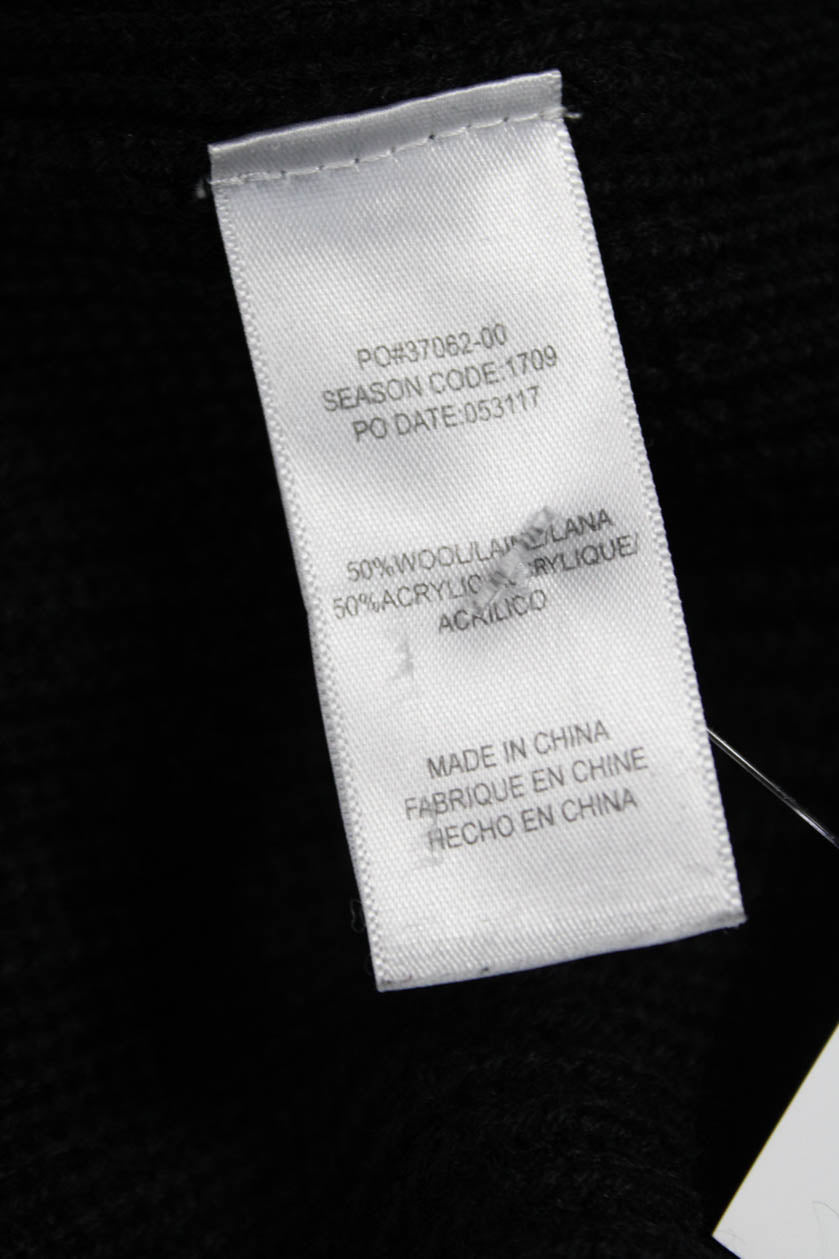 PO#37062-00
SEASON CODE:1709
PO DATE:053117
50%WOOL/LAINE/LANA
50%ACRYLIC/ACRYLIQUE/
ACRILICO
MADE IN CHINA
FABRIQUE EN CHINE
HECHO EN CHINA